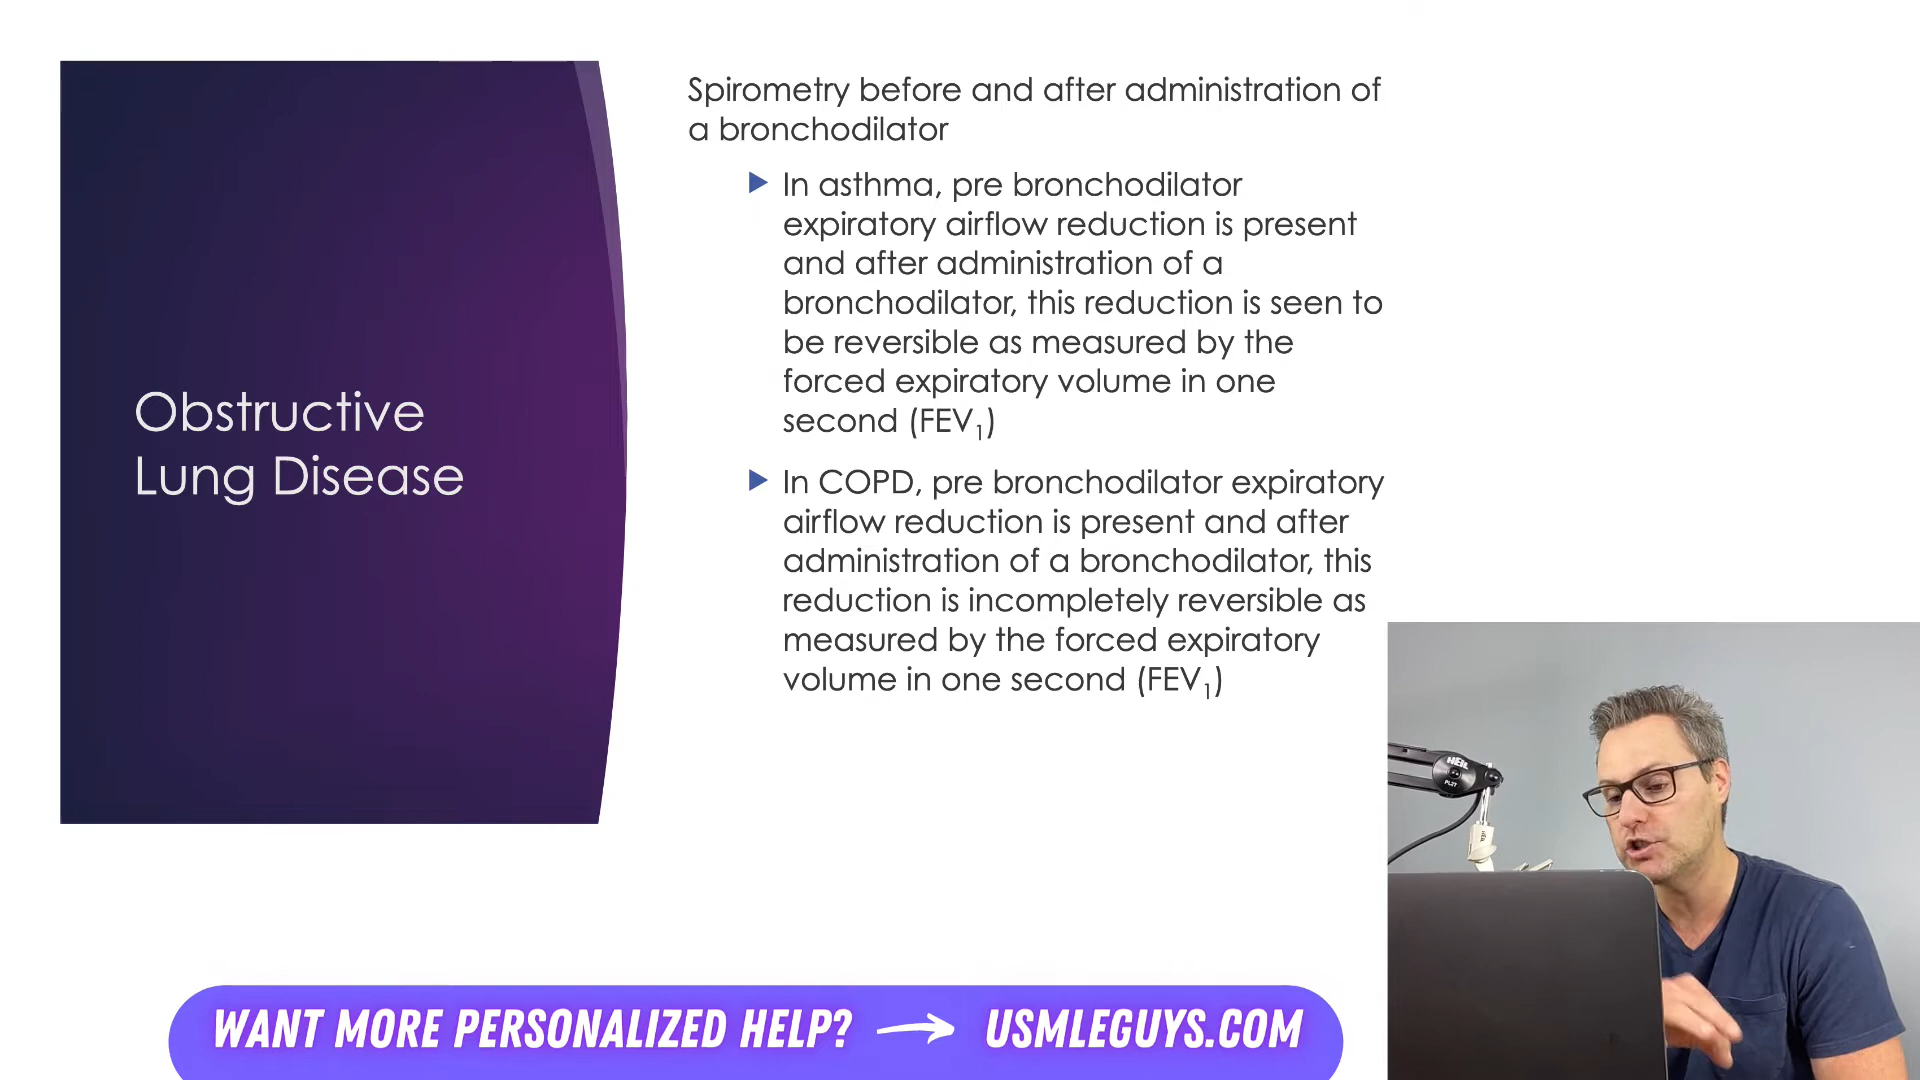 Obstructive
Lung Disease
Spirometry before and after administration of
a bronchodilator
In asthma, pre bronchodilator
expiratory airflow reduction is present
and after administration of a
bronchodilator, this reduction is seen to
be reversible as measured by the
forced expiratory volume in one
second (FEV₁)
In COPD, pre bronchodilator expiratory
airflow reduction is present and after
administration of a bronchodilator, this
reduction is incompletely reversible as
measured by the forced expiratory
volume in one second (FEV₁)
HEIL
PL2T
WANT MORE PERSONALIZED HELP? → USMLEGUYS.COM